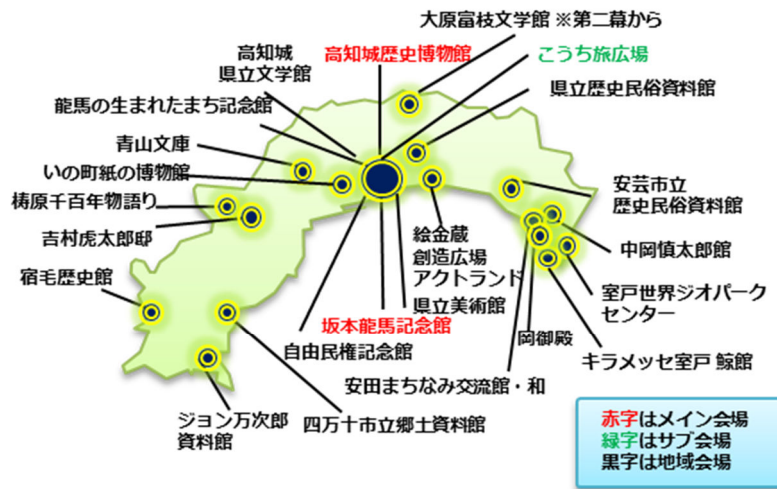 大原富枝文学館 ※第二幕から
高知城
県立文学館
高知城歴史博物館
こうち旅広場
龍馬の生まれたまち記念館
県立歴史民俗資料館
青山文庫
いの町紙の博物館
梼原千百年物語り
吉村虎太郎邸
安芸市立
歴史民俗資料館
絵金蔵
創造広場
アクトランド
中岡慎太郎館
宿毛歴史館
県立美術館
室戸世界ジオパーク
センター
坂本龍馬記念館
自由民権記念館
岡御殿
キラメッセ室戸 鯨館
安田まちなみ交流館・和
ジョン万次郎
資料館
四万十市立郷土資料館
赤字はメイン会場
緑字はサブ会場
黒字は地域会場